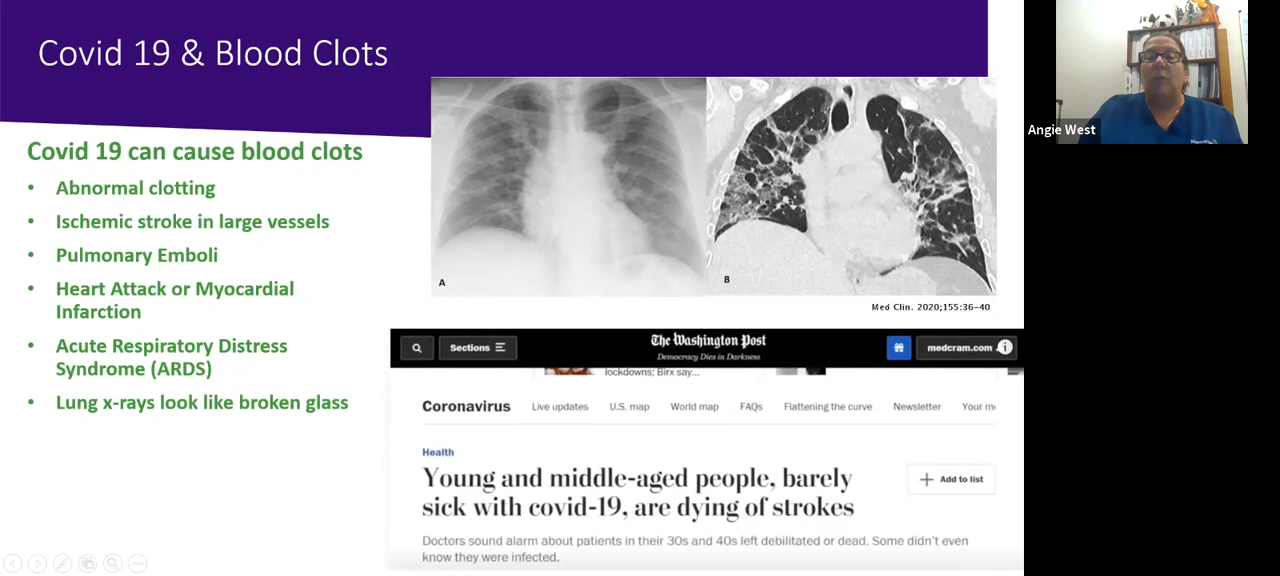 Covid 19 & Blood Clots
Covid 19 can cause blood clots
• Abnormal clotting
• Ischemic stroke in large vessels
• Pulmonary Emboli
• Heart Attack or Myocardial
Infarction
• Acute Respiratory Distress
Syndrome (ARDS)
• Lung x-rays look like broken glass
A
B
Med Clin. 2020;155:36–40
Sections
The Washington Post
Democracy Dies in Darkness
medcram.com
lockdowns; Birx say...
Coronavirus
Live updates
U.S. map
World map
FAQs
Flattening the curve
Newsletter
Your
Health
Young and middle-aged people, barely
sick with covid-19, are dying of strokes
Add to list
Doctors sound alarm about patients in their 30s and 40s left debilitated or dead. Some didn't even
know they were infected.
Angie West